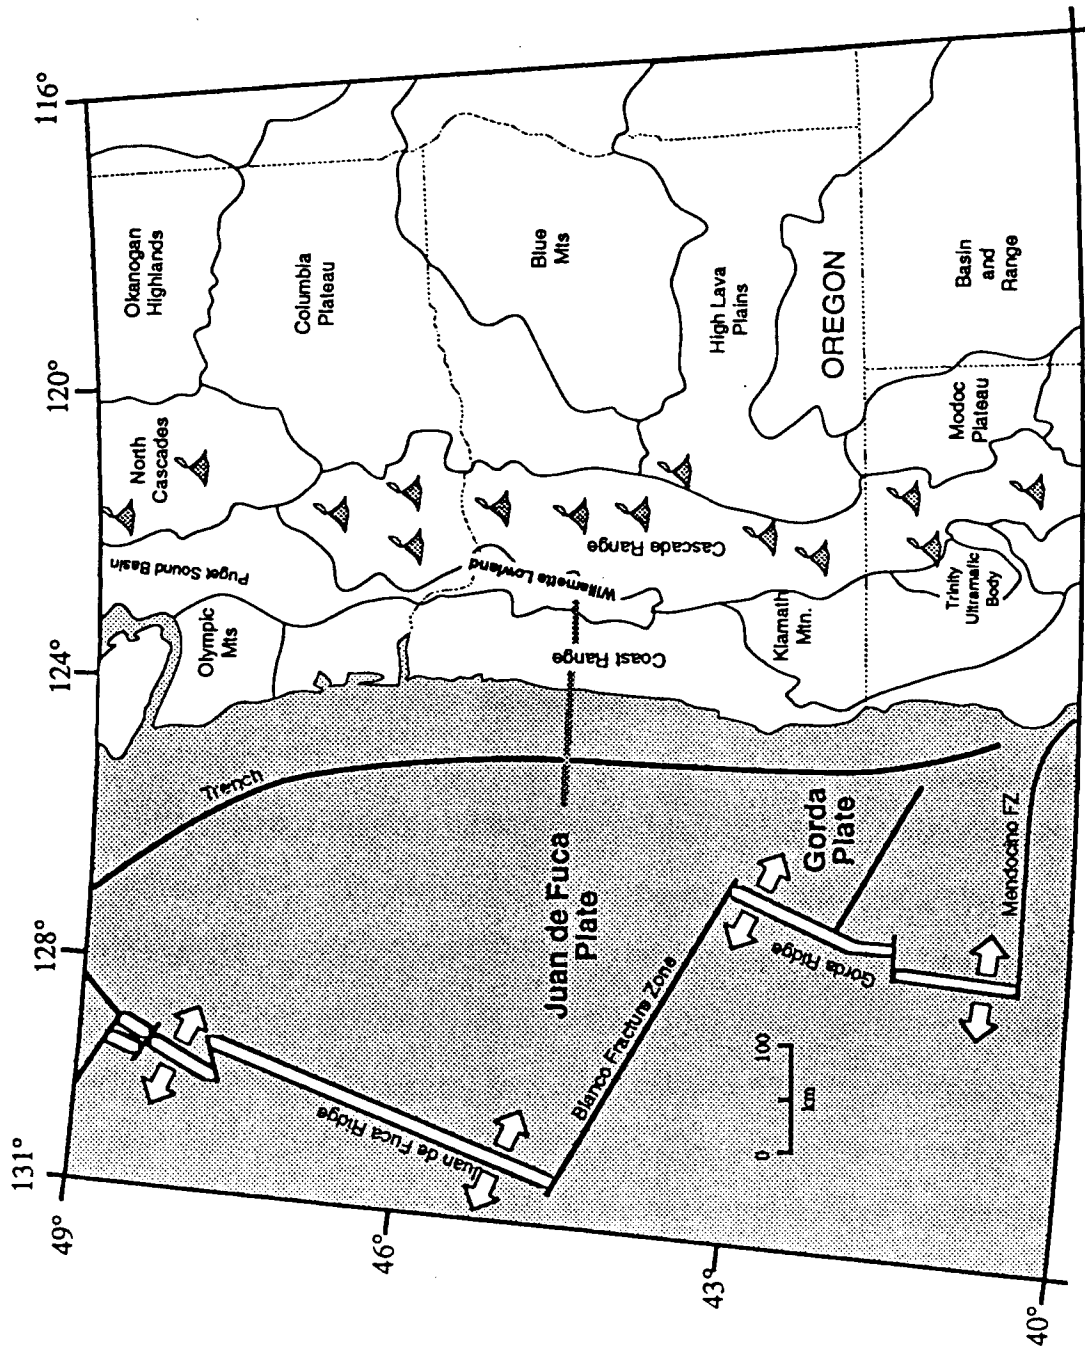 131°
128°
124°
120°
116°
49°
46°
43°
40°
Okanogan
Highlands
North
Cascades
Puget Sound Basin
Olympic
Mts
Columbia
Plateau
Trench
Blue
Mts
Willamette Lowland
Cascade Range
Coast Range
High Lava
Plains
OREGON
Juan de Fuca
Plate
Juan de Fuca Ridge
Blanco Fracture Zone
Klamath
Mtn.
Gorda
Plate
Gorda Ridge
Modoc
Plateau
Basin
and
Range
Trinity
Ultramafic
Body
Mendocino FZ
0
100
km